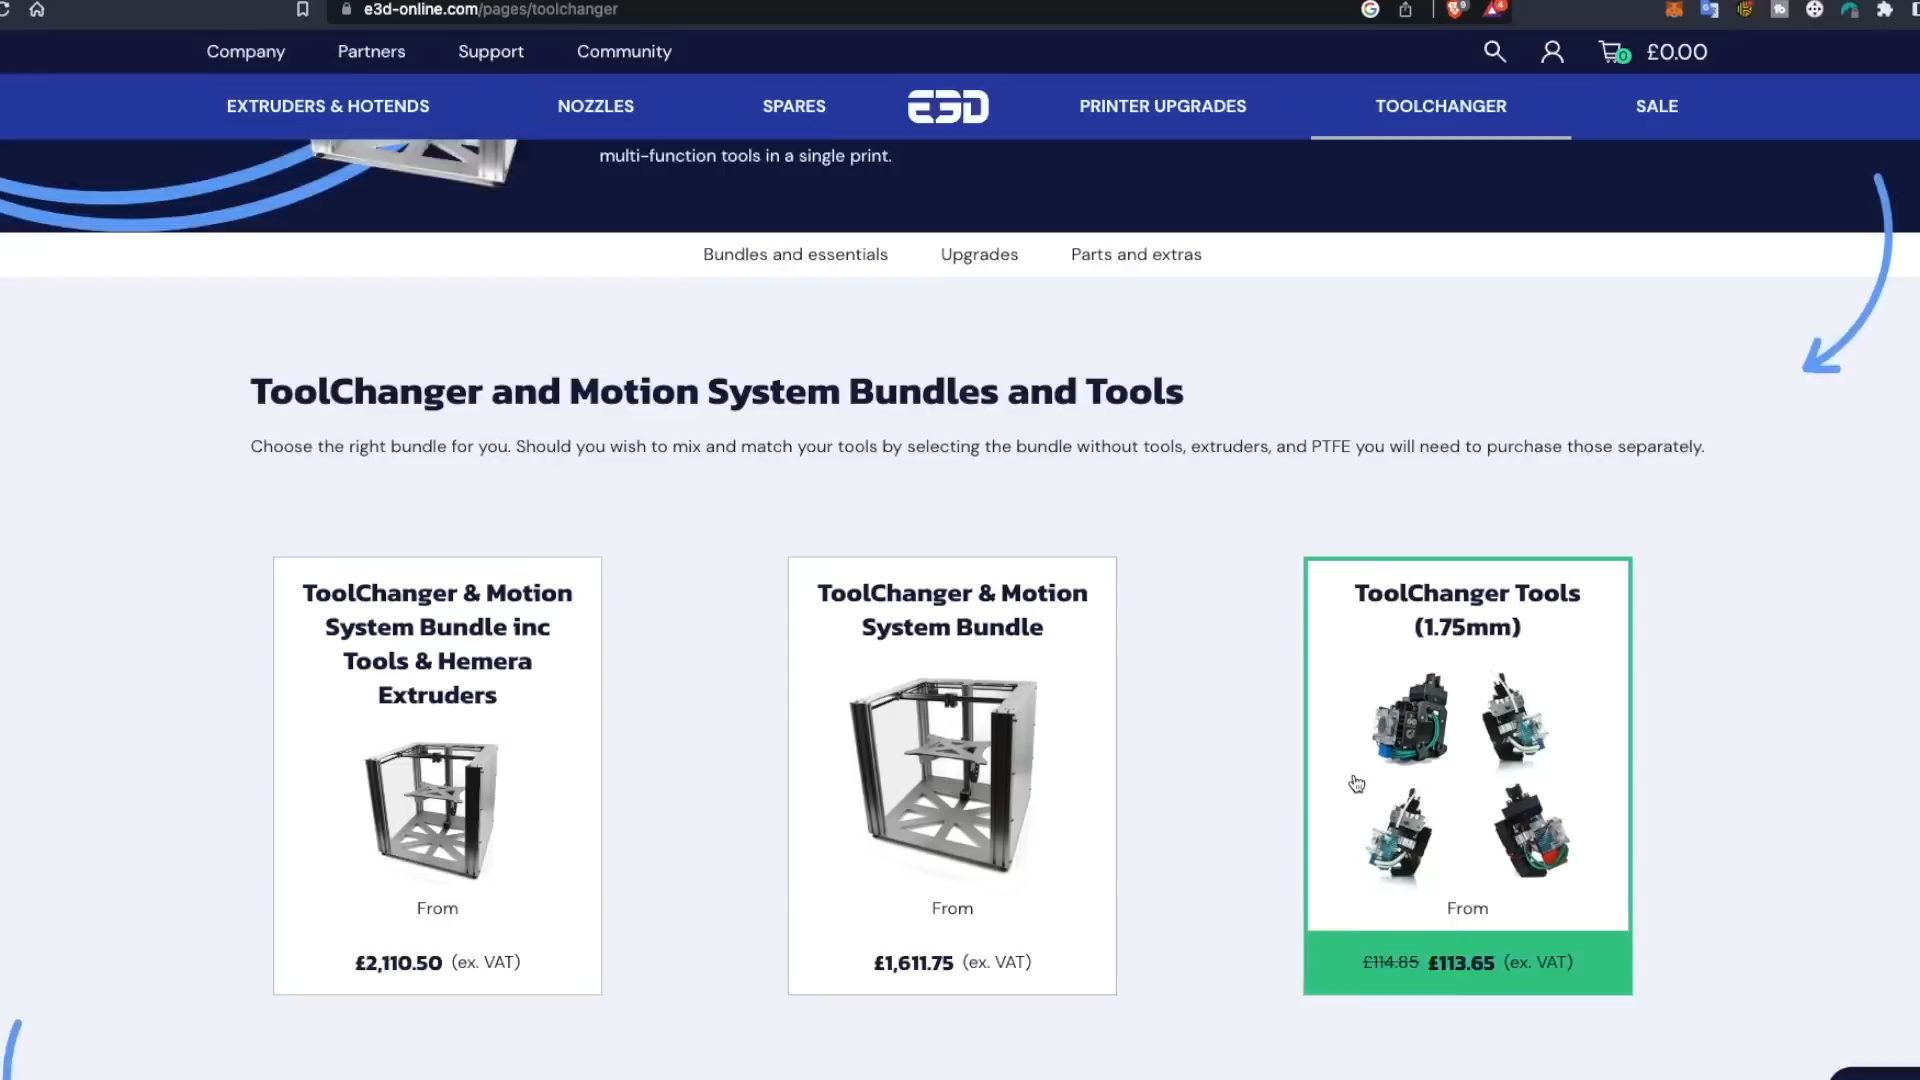 e3d-online.com/pages/toolchanger
9
4
Company
Partners
Support
Community
0
£0.00
EXTRUDERS & HOTENDS
NOZZLES
SPARES
E3D
PRINTER UPGRADES
TOOLCHANGER
SALE
multi-function tools in a single print.
Bundles and essentials
Upgrades
Parts and extras
ToolChanger and Motion System Bundles and Tools
Choose the right bundle for you. Should you wish to mix and match your tools by selecting the bundle without tools, extruders, and PTFE you will need to purchase those separately.
ToolChanger & Motion
System Bundle inc
Tools & Hemera
Extruders
From
£2,110.50 (ex. VAT)
ToolChanger & Motion
System Bundle
From
£1,611.75 (ex. VAT)
ToolChanger Tools
(1.75mm)
From
£114.85 £113.65 (ex. VAT)